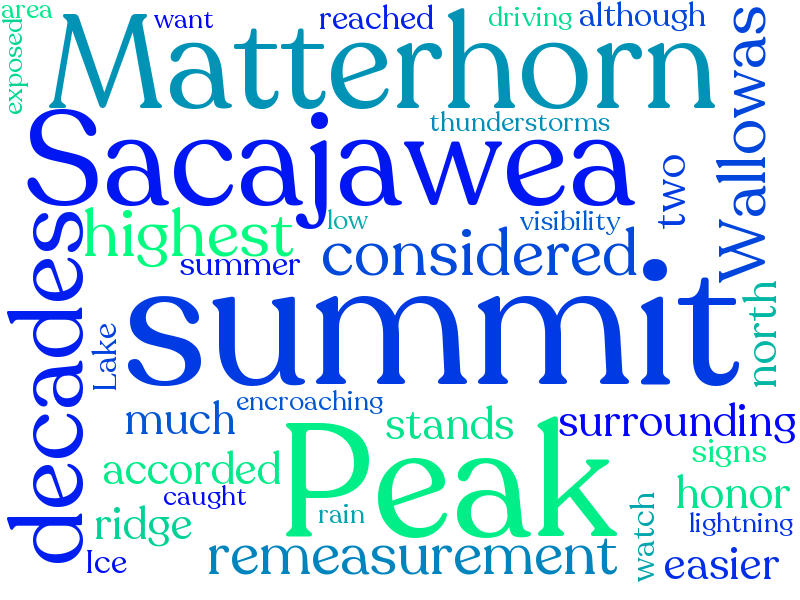 area
want
reached
driving
although
exposed
Matterhorn
thunderstorms
Sacajawea
Wallowas
two
highest
low
visibility
summer
considered
decades
summit
north
Lake
encroaching
much
stands
surrounding
Peak
signs
accorded
caught
honor
ridge
rain
watch
lightning
Ice
remeasurement
easier